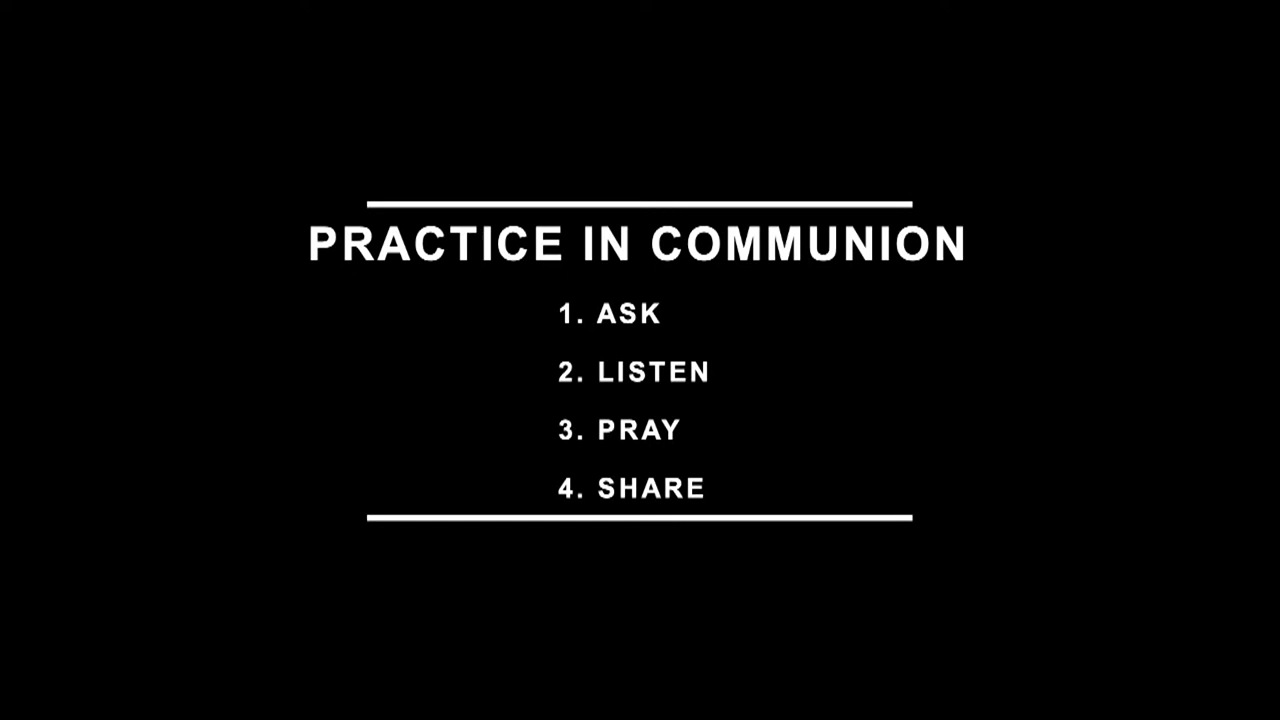 PRACTICE IN COMMUNION
1. ASK
2. LISTEN
3. PRAY
4. SHARE